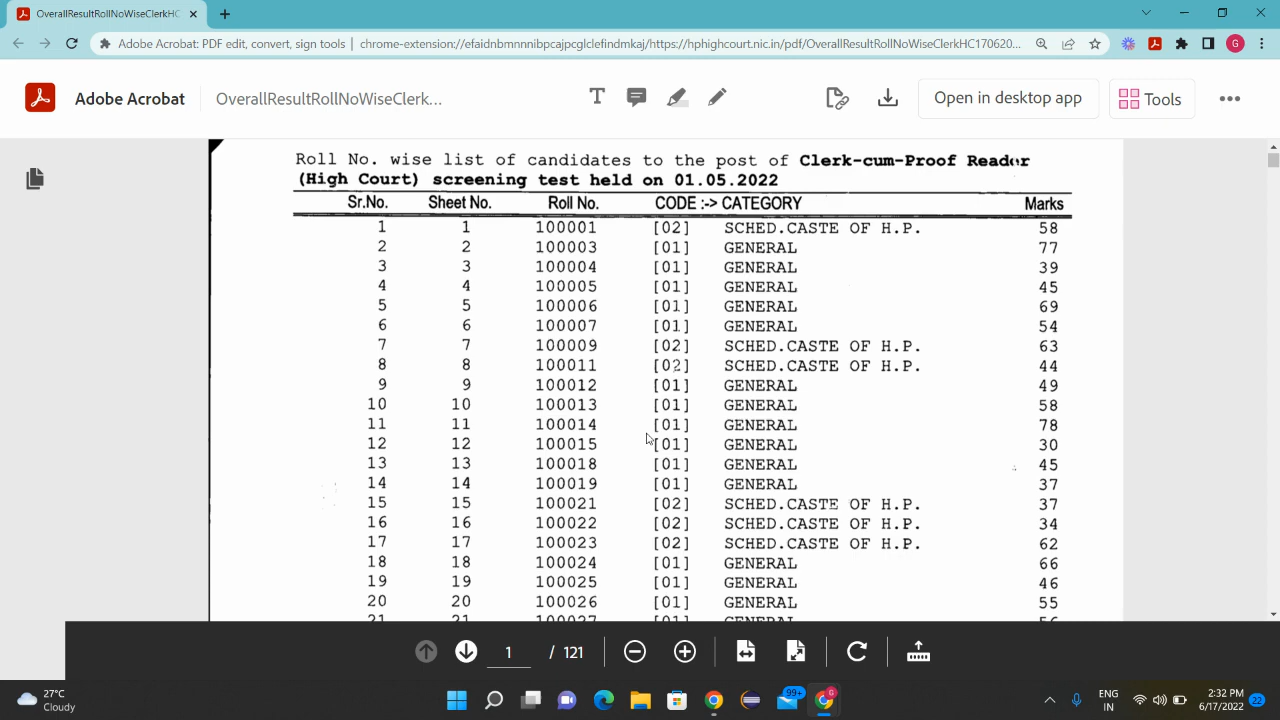 OverallResultRollNoWiseClerkHC
Adobe Acrobat: PDF edit, convert, sign tools | chrome-extension://efaidnbmnnnibpcajpcglclefindmkaj/https://hphighcourt.nic.in/pdf/OverallResultRollNoWiseClerkHC170620...
G
Adobe Acrobat OverallResultRollNoWiseClerk... Open in desktop app Tools
Roll No. wise list of candidates to the post of Clerk-cum-Proof Reader
(High Court) screening test held on 01.05.2022
Sr.No. Sheet No. Roll No. CODE :-> CATEGORY Marks
1 1 100001 [02] SCHED.CASTE OF H.P. 58
2 2 100003 [01] GENERAL 77
3 3 100004 [01] GENERAL 39
4 4 100005 [01] GENERAL 45
5 5 100006 [01] GENERAL 69
6 6 100007 [01] GENERAL 54
7 7 100009 [02] SCHED.CASTE OF H.P. 63
8 8 100011 [02] SCHED.CASTE OF H.P. 44
9 9 100012 [01] GENERAL 49
10 10 100013 [01] GENERAL 58
11 11 100014 [01] GENERAL 78
12 12 100015 [01] GENERAL 30
13 13 100018 [01] GENERAL 45
14 14 100019 [01] GENERAL 37
15 15 100021 [02] SCHED.CASTE OF H.P. 37
16 16 100022 [02] SCHED.CASTE OF H.P. 34
17 17 100023 [02] SCHED.CASTE OF H.P. 62
18 18 100024 [01] GENERAL 66
19 19 100025 [01] GENERAL 46
20 20 100026 [01] GENERAL 55
21 21 100027 [01] GENERAL 56
1 / 121
27°C
Cloudy
99+
G
ENG
IN
2:32 PM
6/17/2022
22